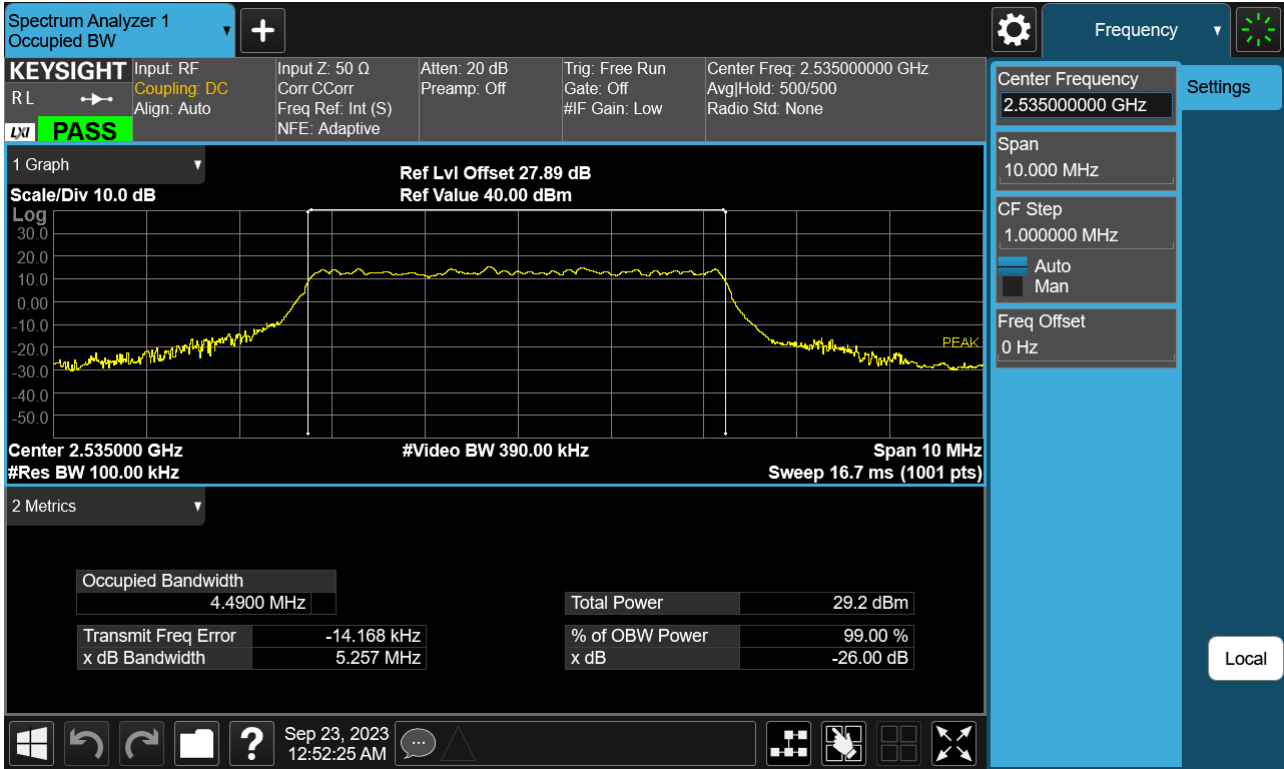 Spectrum Analyzer 1
Occupied BW
Frequency
KEYSIGHT
R L
LXI PASS
Input: RF
Coupling: DC
Align: Auto
Input Z: 50 Ω
Corr CCorr
Freq Ref: Int (S)
NFE: Adaptive
Atten: 20 dB
Preamp: Off
Trig: Free Run
Gate: Off
#IF Gain: Low
Center Freq: 2.535000000 GHz
Avg|Hold: 500/500
Radio Std: None
Center Frequency
2.535000000 GHz
Settings
Span
10.000 MHz
CF Step
1.000000 MHz
Auto
Man
Freq Offset
0 Hz
Local
1 Graph
Scale/Div 10.0 dB
Ref Lvl Offset 27.89 dB
Ref Value 40.00 dBm
Log
30.0
20.0
10.0
0.00
-10.0
-20.0
-30.0
-40.0
-50.0
PEAK
Center 2.535000 GHz
#Video BW 390.00 kHz
Span 10 MHz
#Res BW 100.00 kHz
Sweep 16.7 ms (1001 pts)
2 Metrics
Occupied Bandwidth
4.4900 MHz
Total Power 29.2 dBm
Transmit Freq Error -14.168 kHz
% of OBW Power 99.00 %
x dB Bandwidth 5.257 MHz
x dB -26.00 dB
?
Sep 23, 2023
12:52:25 AM